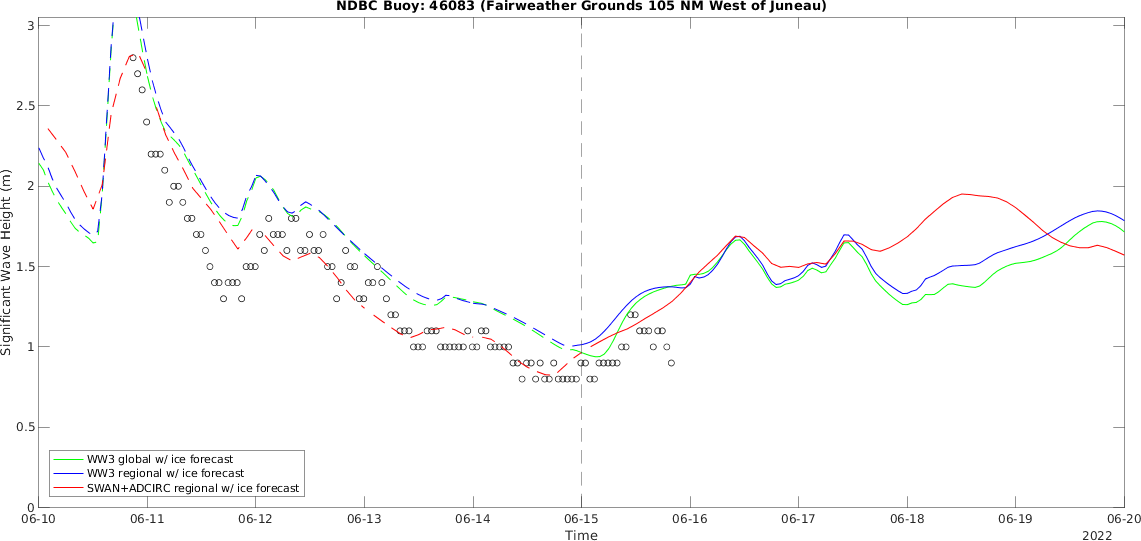 NDBC Buoy: 46083 (Fairweather Grounds 105 NM West of Juneau)
3
2.5
2
1.5
1
0.5
0
Significant Wave Height (m)
WW3 global w/ ice forecast
WW3 regional w/ ice forecast
SWAN+ADCIRC regional w/ ice forecast
06-10 06-11 06-12 06-13 06-14 06-15 06-16 06-17 06-18 06-19 06-20
Time
2022